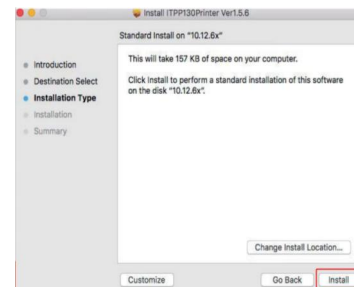 Install ITPP130Printer Ver1.5.6
Standard Install on "10.12.6x"
Introduction
Destination Select
Installation Type
Installation
Summary
This will take 157 KB of space on your computer.
Click Install to perform a standard installation of this software
on the disk "10.12.6x".
Change Install Location...
Customize
Go Back
Install